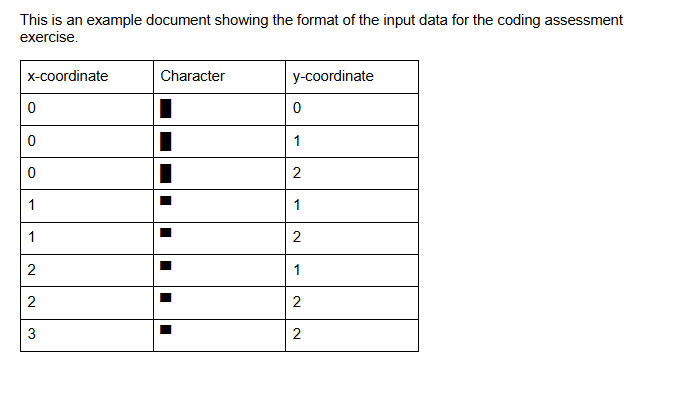 This is an example document showing the format of the input data for the coding assessment
exercise.
x-coordinate Character y-coordinate
0 █ 0
0 █ 1
0 █ 2
1 ▀ 1
1 ▀ 2
2 ▀ 1
2 ▀ 2
3 ▀ 2